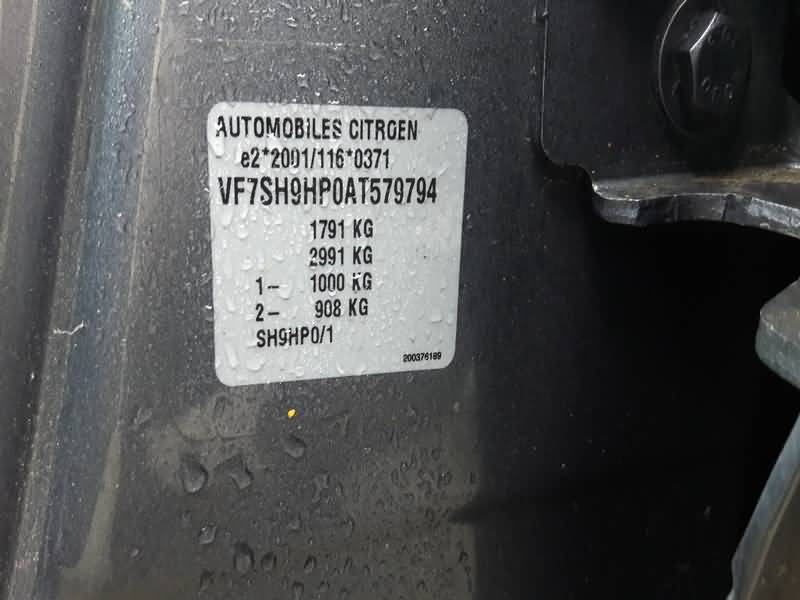 AUTOMOBILES CITROEN
e2*2001/116*0371
VF7SH9HP0AT579794
1791 KG
2991 KG
1– 1000 KG
2– 908 KG
SH9HP0/1
200376189